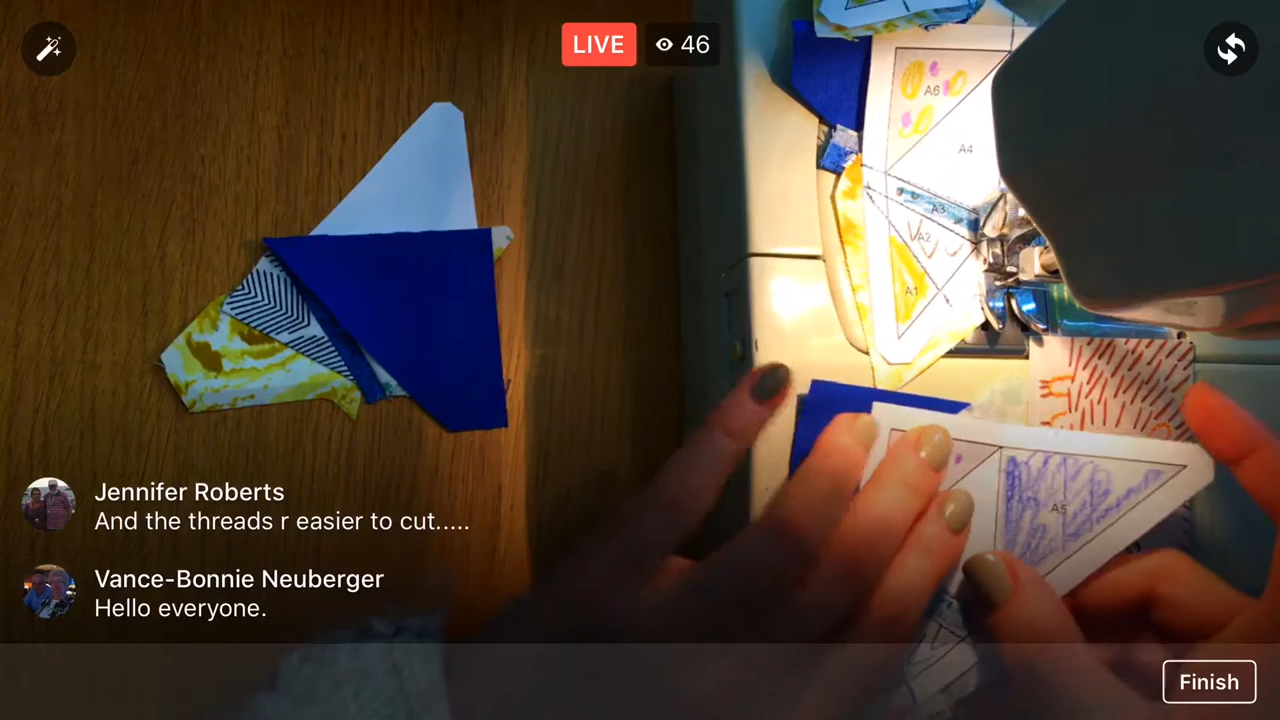 LIVE
46
A6
A4
A3
A2
A1
Jennifer Roberts
And the threads r easier to cut.....
A5
Vance-Bonnie Neuberger
Hello everyone.
Finish